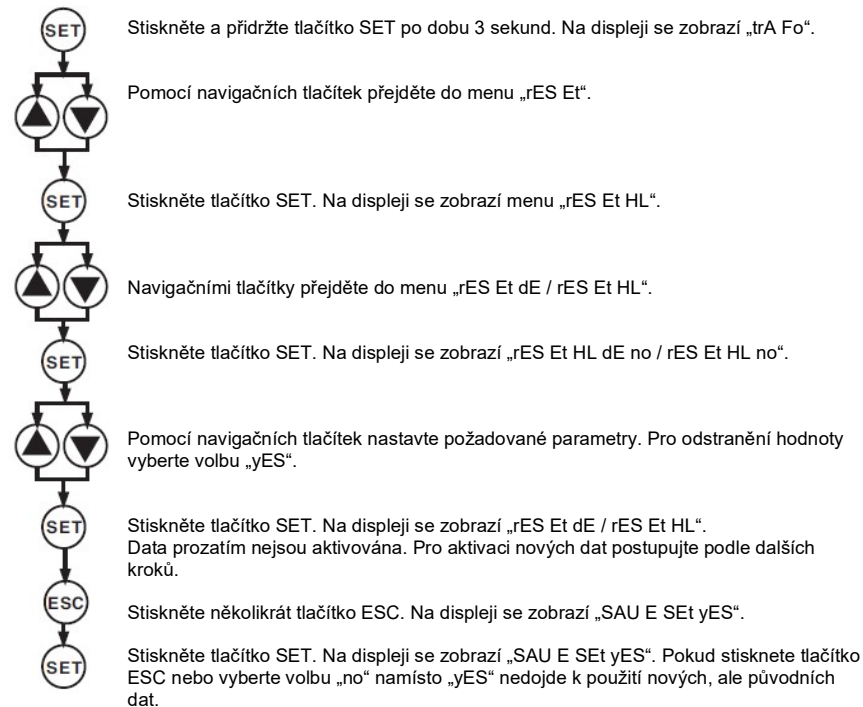 SET Stiskněte a přidržte tlačítko SET po dobu 3 sekund. Na displeji se zobrazí „trA Fo“.
Pomocí navigačních tlačítek přejděte do menu „rES Et“.
SET Stiskněte tlačítko SET. Na displeji se zobrazí menu „rES Et HL“.
Navigačními tlačítky přejděte do menu „rES Et dE / rES Et HL“.
SET Stiskněte tlačítko SET. Na displeji se zobrazí „rES Et HL dE no / rES Et HL no“.
Pomocí navigačních tlačítek nastavte požadované parametry. Pro odstranění hodnoty
vyberte volbu „yES“.
SET Stiskněte tlačítko SET. Na displeji se zobrazí „rES Et dE / rES Et HL“.
Data prozatím nejsou aktivována. Pro aktivaci nových dat postupujte podle dalších
kroků.
ESC Stiskněte několikrát tlačítko ESC. Na displeji se zobrazí „SAU E SEt yES“.
SET Stiskněte tlačítko SET. Na displeji se zobrazí „SAU E SEt yES“. Pokud stisknete tlačítko
ESC nebo vyberte volbu „no“ namísto „yES“ nedojde k použití nových, ale původních
dat.